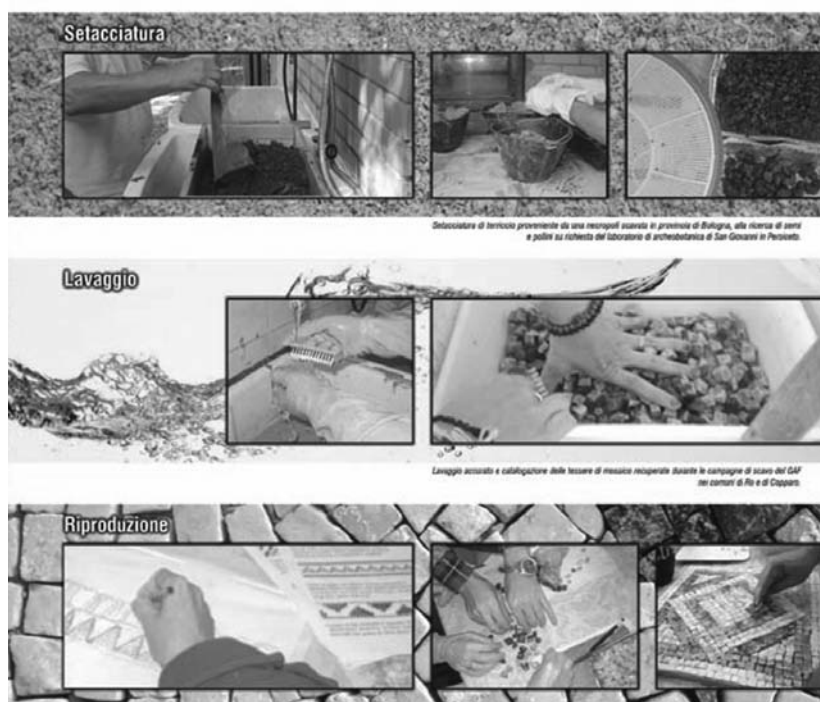 Setacciatura
Setacciatura di terriccio proveniente da una necropoli scavata in provincia di Bologna, alla ricerca di semi
e pollini su richiesta del laboratorio di archeobotanica di San Giovanni in Persiceto.
Lavaggio
Lavaggio accurato e catalogazione delle tessere di mosaico recuperate durante le campagne di scavo del GAF
nei comuni di Ro e di Copparo.
Riproduzione